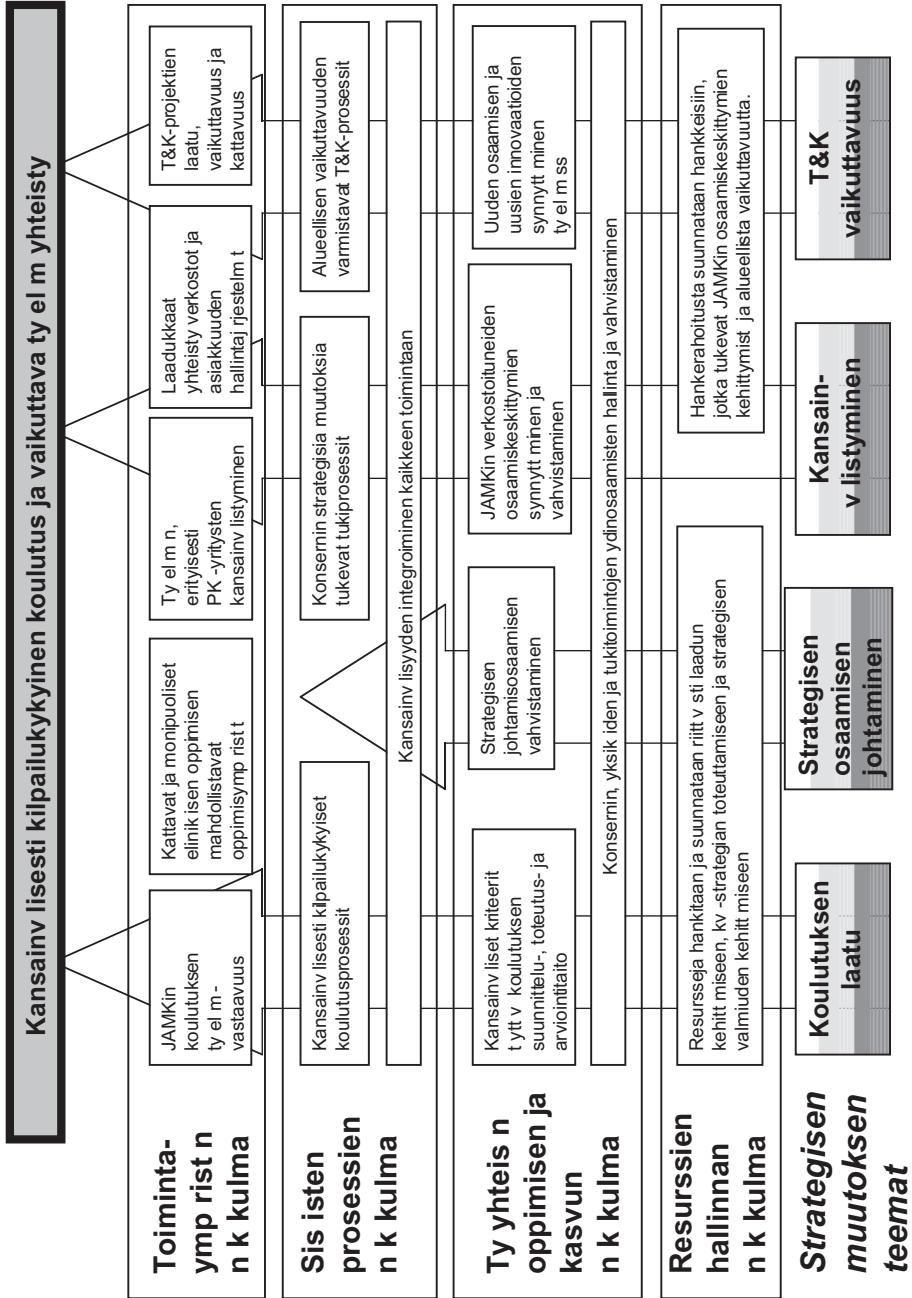 Kansainv lisesti kilpailukykyinen koulutus ja vaikuttava ty el m yhteisty
Toiminta-
ymp rist n
n k kulma
JAMKin
koulutuksen
ty el m -
vastaavuus
Kattavat ja monipuoliset
elinik isen oppimisen
mahdollistavat
oppimisymp rist t
Ty el m n,
erityisesti
PK -yritysten
kansainv listyminen
Laadukkaat
yhteisty verkostot ja
asiakkuuden
hallintaj rjestelm t
T&K-projektien
laatu,
vaikuttavuus ja
kattavuus
Sis isten
prosessien
n k kulma
Kansainv lisesti kilpailukykyiset
koulutusprosessit
Konsernin strategisia muutoksia
tukevat tukiprosessit
Alueellisen vaikuttavuuden
varmistavat T&K-prosessit
Kansainv lisyyden integroiminen kaikkeen toimintaan
Ty yhteis n
oppimisen ja
kasvun
n k kulma
Kansainv liset kriteerit
t ytt v koulutuksen
suunnittelu-, toteutus- ja
arviointitaito
Strategisen
johtamisosaamisen
vahvistaminen
JAMKin verkostoituneiden
osaamiskeskittymien
synnytt minen ja
vahvistaminen
Uuden osaamisen ja
uusien innovaatioiden
synnytt minen
ty el m ss
Konsernin, yksik iden ja tukitoimintojen ydinosaamisten hallinta ja vahvistaminen
Resurssien
hallinnan
n k kulma
Resursseja hankitaan ja suunnataan riitt v sti laadun
kehitt miseen, kv -strategian toteuttamiseen ja strategisen
valmiuden kehitt miseen
Hankerahoitusta suunnataan hankkeisiin,
jotka tukevat JAMKin osaamiskeskittymien
kehittymist ja alueellista vaikuttavuutta.
Strategisen
muutoksen
teemat
Koulutuksen
laatu
Strategisen
osaamisen
johtaminen
Kansain-
v listyminen
T&K
vaikuttavuus